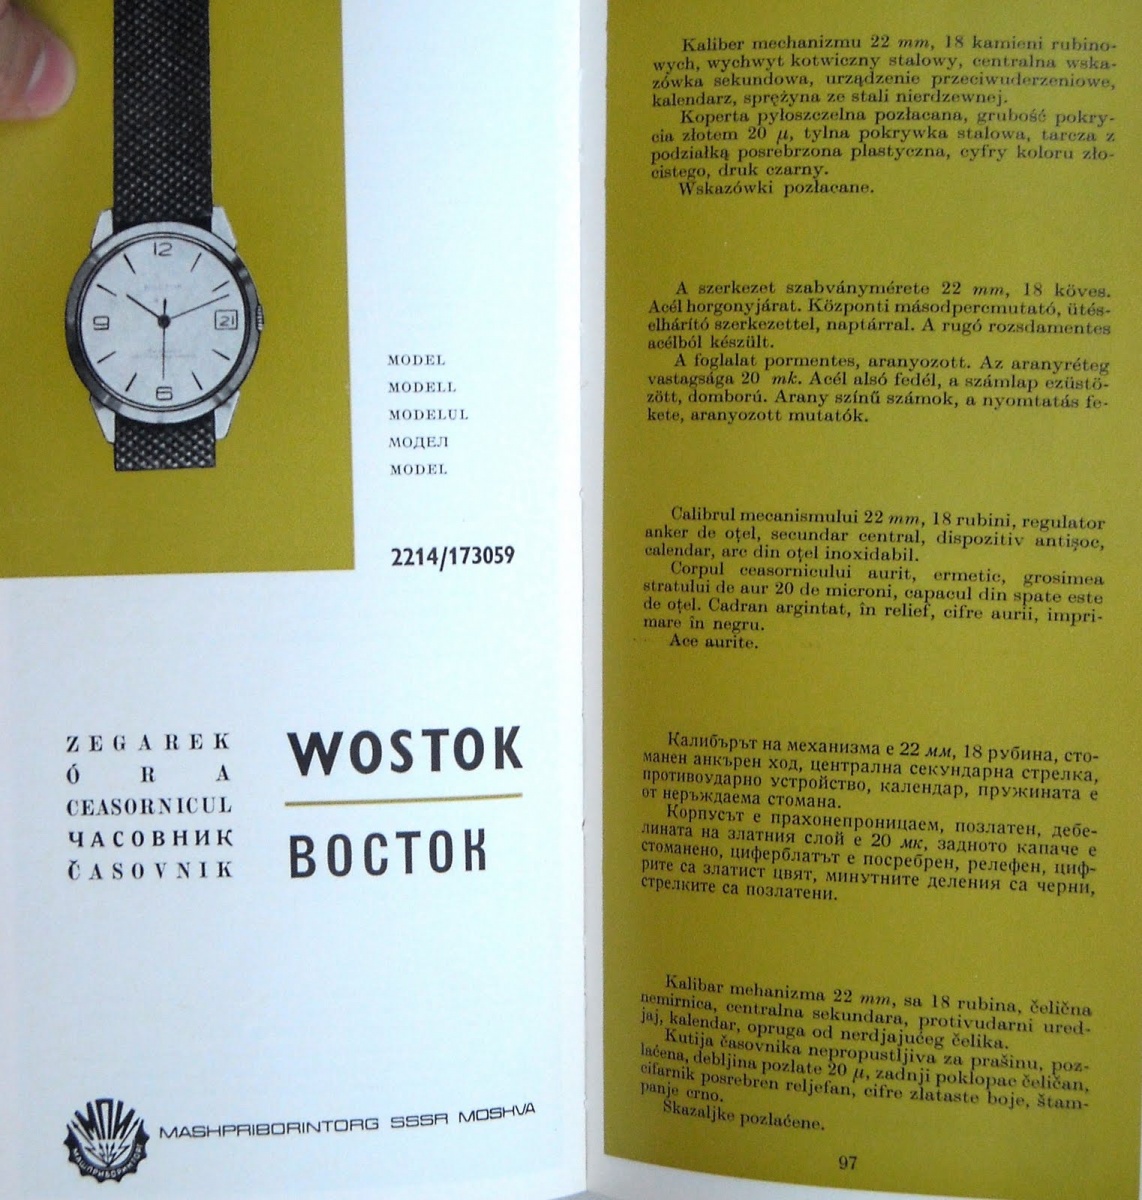 12
9
21
6
MODEL
MODELL
MODELUL
МОДЕЛ
MODEL
2214/173059
ZEGAREK
ÓRA
CEASORNICUL
ЧАСОВНИК
ČASOVNIK
WOSTOK
ВОСТОК
МПИ
МАШПРИБОРИНТОРГ
MASHPRIBORINTORG SSSR MOSHVA
Kaliber mechanizmu 22 mm, 18 kamieni rubino-
wych, wychwyt kotwiczny stalowy, centralna wska-
zówka sekundowa, urządzenie przeciwuderzeniowe,
kalendarz, sprężyna ze stali nierdzewnej.
Koperta pyłoszczelna pozłacana, grubość pokry-
cia złotem 20 μ, tylna pokrywka stalowa, tarcza z
podziałką posrebrzona plastyczna, cyfry koloru zło-
cistego, druk czarny.
Wskazówki pozłacane.
A szerkezet szabványmérete 22 mm, 18 köves.
Acél horgonyjárat. Központi másodpercmutató, ütés-
elhárító szerkezettel, naptárral. A rugó rozsdamentes
acélból készült.
A foglalat pormentes, aranyozott. Az aranyréteg
vastagsága 20 mk. Acél alsó fedél, a számlap ezüstö-
zött, domború. Arany színű számok, a nyomtatás fe-
kete, aranyozott mutatók.
Calibrul mecanismului 22 mm, 18 rubini, regulator
anker de oțel, secundar central, dispozitiv antișoc,
calendar, arc din oțel inoxidabil.
Corpul ceasornicului aurit, ermetic, grosimea
stratului de aur 20 de microni, capacul din spate este
de oțel. Cadran argintat, în relief, cifre aurii, impri-
mare în negru.
Ace aurite.
Калибърът на механизма е 22 мм, 18 рубина, сто-
манен анкърен ход, централна секундарна стрелка,
противоударно устройство, календар, пружината е
от неръждаема стомана.
Корпусът е прахонепроницаем, позлатен, дебе-
лината на златния слой е 20 мк, задното капаче е
стоманено, циферблатът е посребрен, релефен, циф-
рите са златист цвят, минутните деления са черни,
стрелките са позлатени.
Kalibar mehanizma 22 mm, sa 18 rubina, čelična
nemirnica, centralna sekundara, protivudarni ured-
jaj, kalendar, opruga od nerdjajućeg čelika.
Kutija časovnika nepropustljiva za prašinu, poz-
laćena, debljina pozlate 20 μ, zadnji poklopac čeličan,
cifarnik posrebren reljefan, cifre zlataste boje, štam-
panje crno.
Skazaljke pozlaćene.
97